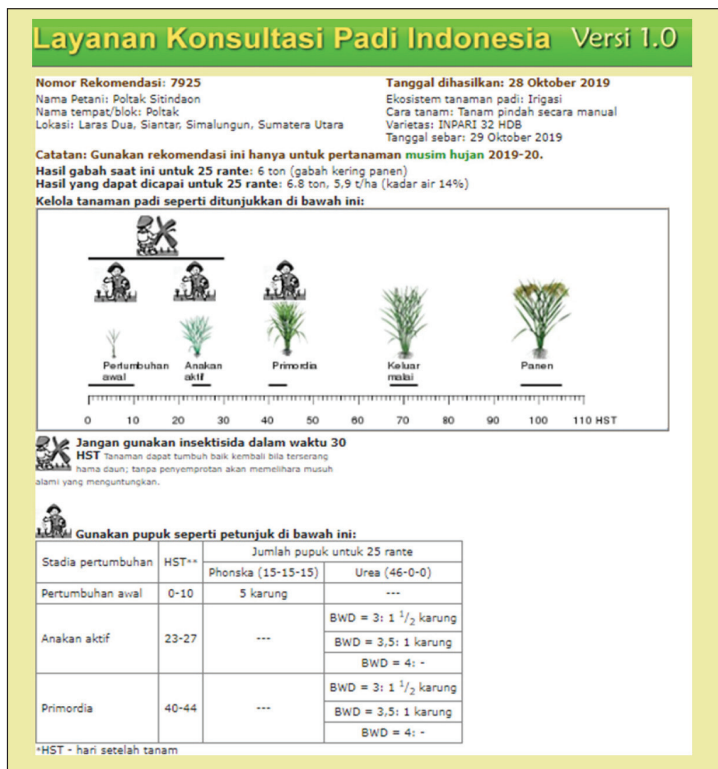 Layanan Konsultasi Padi Indonesia Versi 1.0
Nomor Rekomendasi: 7925
Nama Petani: Poltak Sitindaon
Nama tempat/blok: Poltak
Lokasi: Laras Dua, Siantar, Simalungun, Sumatera Utara
Tanggal dihasilkan: 28 Oktober 2019
Ekosistem tanaman padi: Irigasi
Cara tanam: Tanam pindah secara manual
Varietas: INPARI 32 HDB
Tanggal sebar: 29 Oktober 2019
Catatan: Gunakan rekomendasi ini hanya untuk pertanaman musim hujan 2019-20.
Hasil gabah saat ini untuk 25 rante: 6 ton (gabah kering panen)
Hasil yang dapat dicapai untuk 25 rante: 6.8 ton, 5,9 t/ha (kadar air 14%)
Kelola tanaman padi seperti ditunjukkan di bawah ini:
Pertumbuhan awal
Anakan aktif
Primordia
Keluar malai
Panen
0 10 20 30 40 50 60 70 80 90 100 110 HST
Jangan gunakan insektisida dalam waktu 30
HST Tanaman dapat tumbuh baik kembali bila terserang
hama daun; tanpa penyemprotan akan memelihara musuh
alami yang menguntungkan.
Gunakan pupuk seperti petunjuk di bawah ini:
Stadia pertumbuhan HST** Jumlah pupuk untuk 25 rante
Phonska (15-15-15) Urea (46-0-0)
Pertumbuhan awal 0-10 5 karung ---
Anakan aktif 23-27 --- BWD = 3: 1 1/2 karung
BWD = 3,5: 1 karung
BWD = 4: -
Primordia 40-44 --- BWD = 3: 1 1/2 karung
BWD = 3,5: 1 karung
BWD = 4: -
*HST - hari setelah tanam